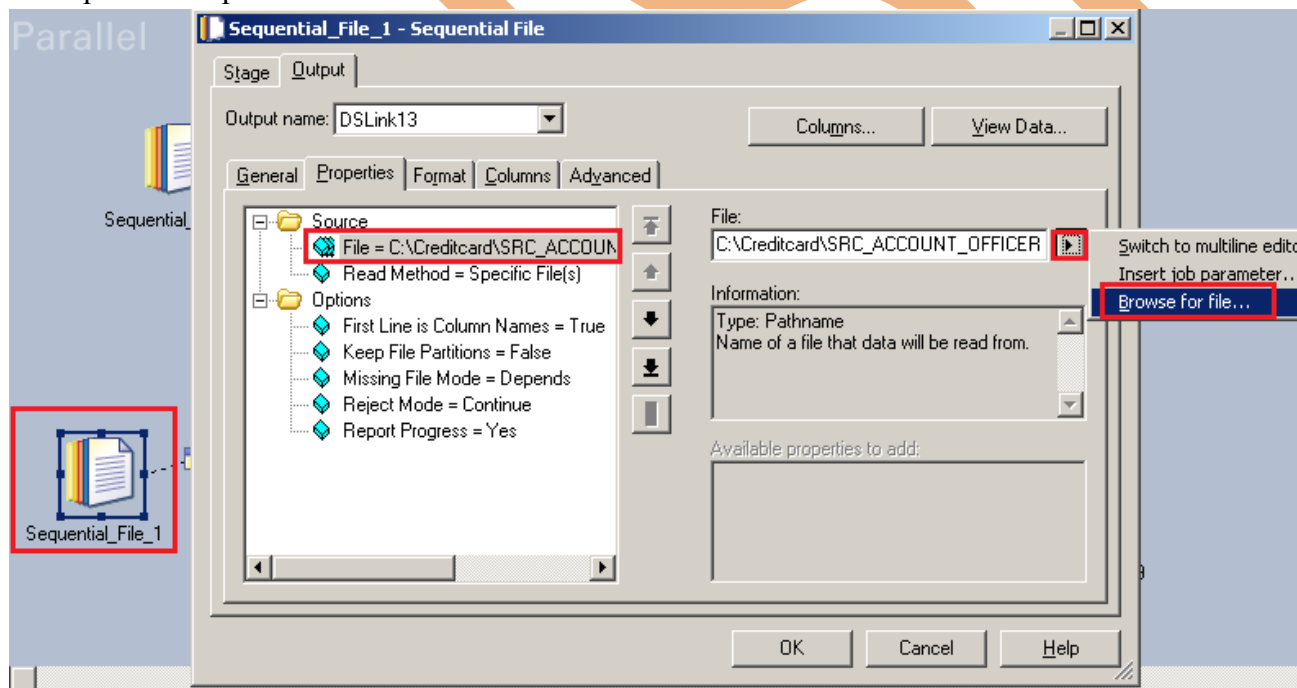 Parallel
Sequential_File_1 - Sequential File
Stage Output
Output name: DSLink13
Columns... View Data...
General Properties Format Columns Advanced
Sequential_
Source
File = C:\Creditcard\SRC_ACCOUN
Read Method = Specific File(s)
Options
First Line is Column Names = True
Keep File Partitions = False
Missing File Mode = Depends
Reject Mode = Continue
Report Progress = Yes
File:
C:\Creditcard\SRC_ACCOUNT_OFFICER
Switch to multiline edito
Insert job parameter...
Browse for file...
Information:
Type: Pathname
Name of a file that data will be read from.
Available properties to add:
Sequential_File_1
OK Cancel Help